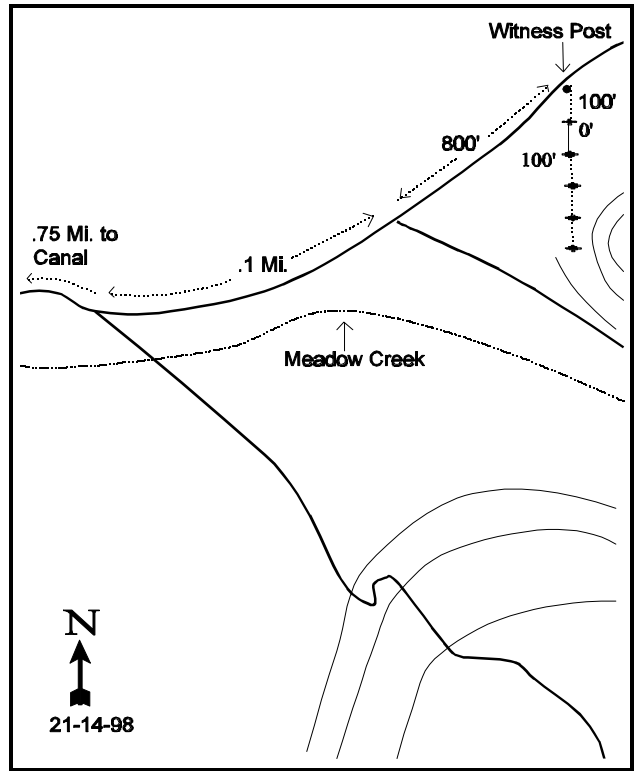 Witness Post
100'
0'
800'
100'
.75 Mi. to
Canal
.1 Mi.
Meadow Creek
N
21-14-98